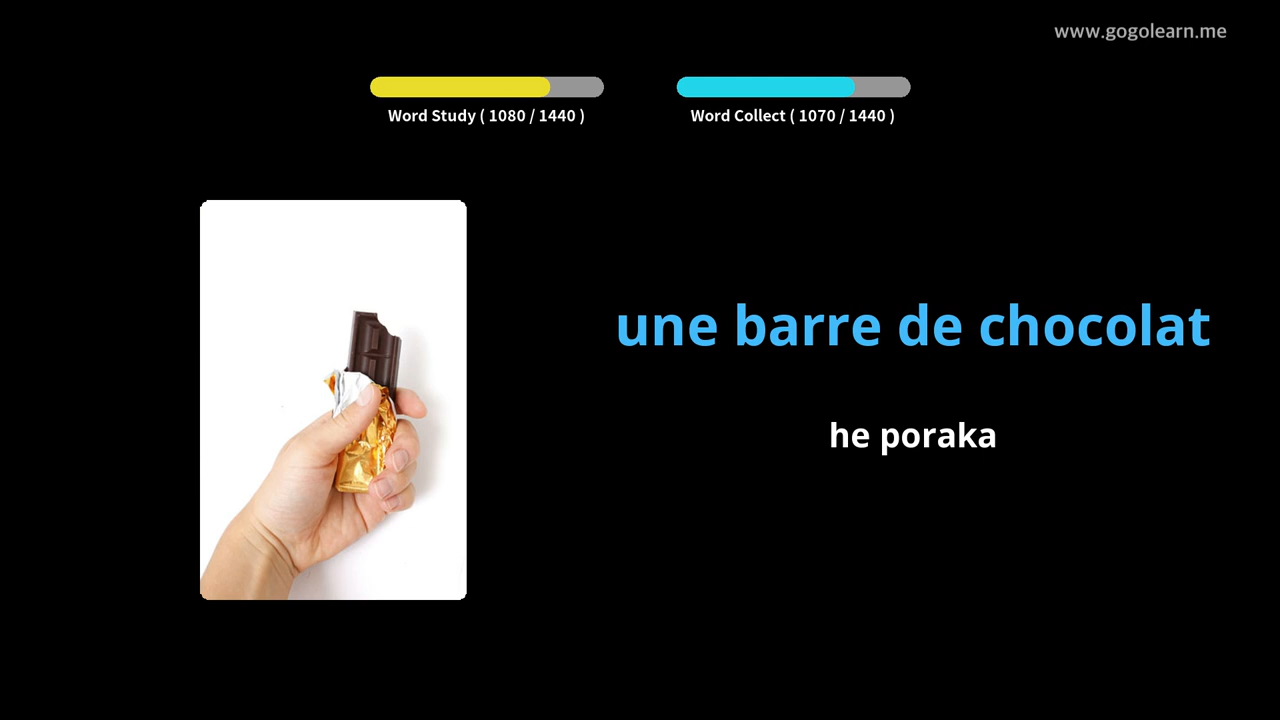 www.gogolearn.me
Word Study ( 1080 / 1440 )
Word Collect ( 1070 / 1440 )
une barre de chocolat
he poraka